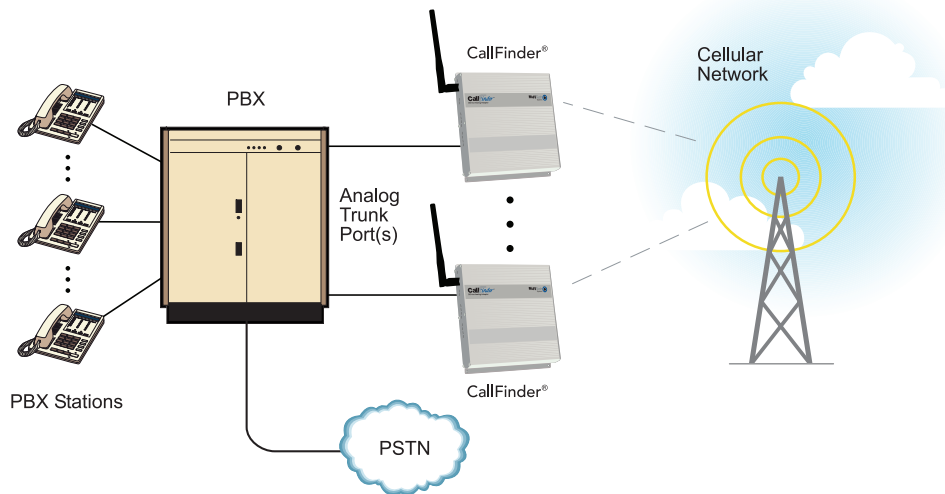 CallFinder®
Cellular
Network
PBX
Analog
Trunk
Port(s)
CallFinder®
PBX Stations
PSTN